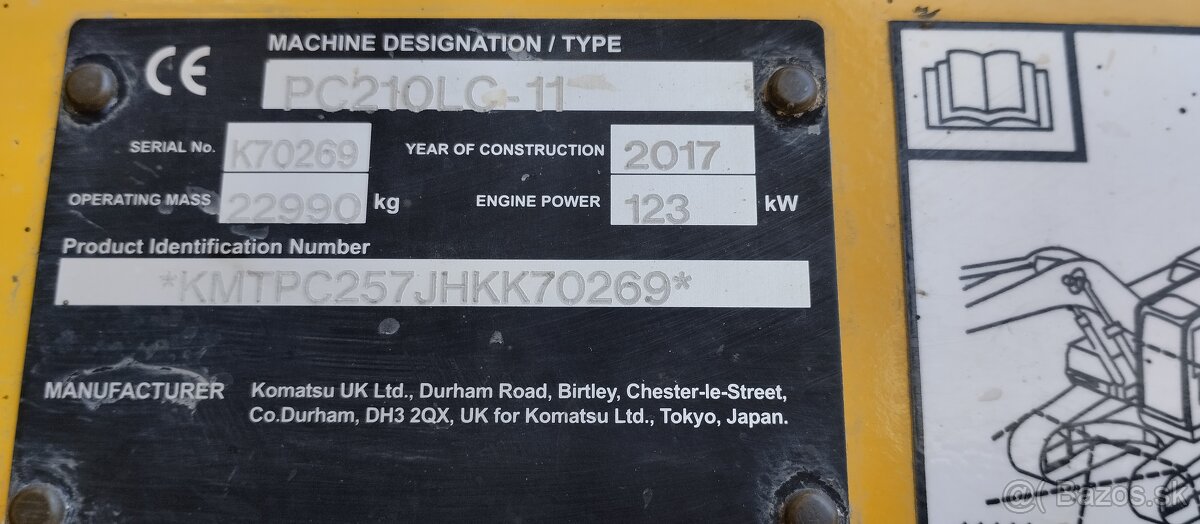 CE
MACHINE DESIGNATION / TYPE
PC210LC-11
SERIAL No. K70269 YEAR OF CONSTRUCTION 2017
OPERATING MASS 22990 kg ENGINE POWER 123 kW
Product Identification Number
*KMTPC257JHKK70269*
MANUFACTURER Komatsu UK Ltd., Durham Road, Birtley, Chester-le-Street,
Co.Durham, DH3 2QX, UK for Komatsu Ltd., Tokyo, Japan.
@Bazos.sk